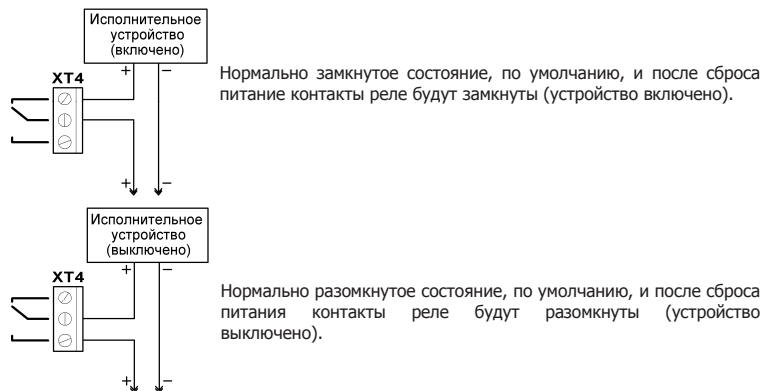 Исполнительное
устройство
(включено)
+ −
XT4
Нормально замкнутое состояние, по умолчанию, и после сброса
питание контакты реле будут замкнуты (устройство включено).
+ −
Исполнительное
устройство
(выключено)
+ −
XT4
Нормально разомкнутое состояние, по умолчанию, и после сброса
питания контакты реле будут разомкнуты (устройство
выключено).
+ −